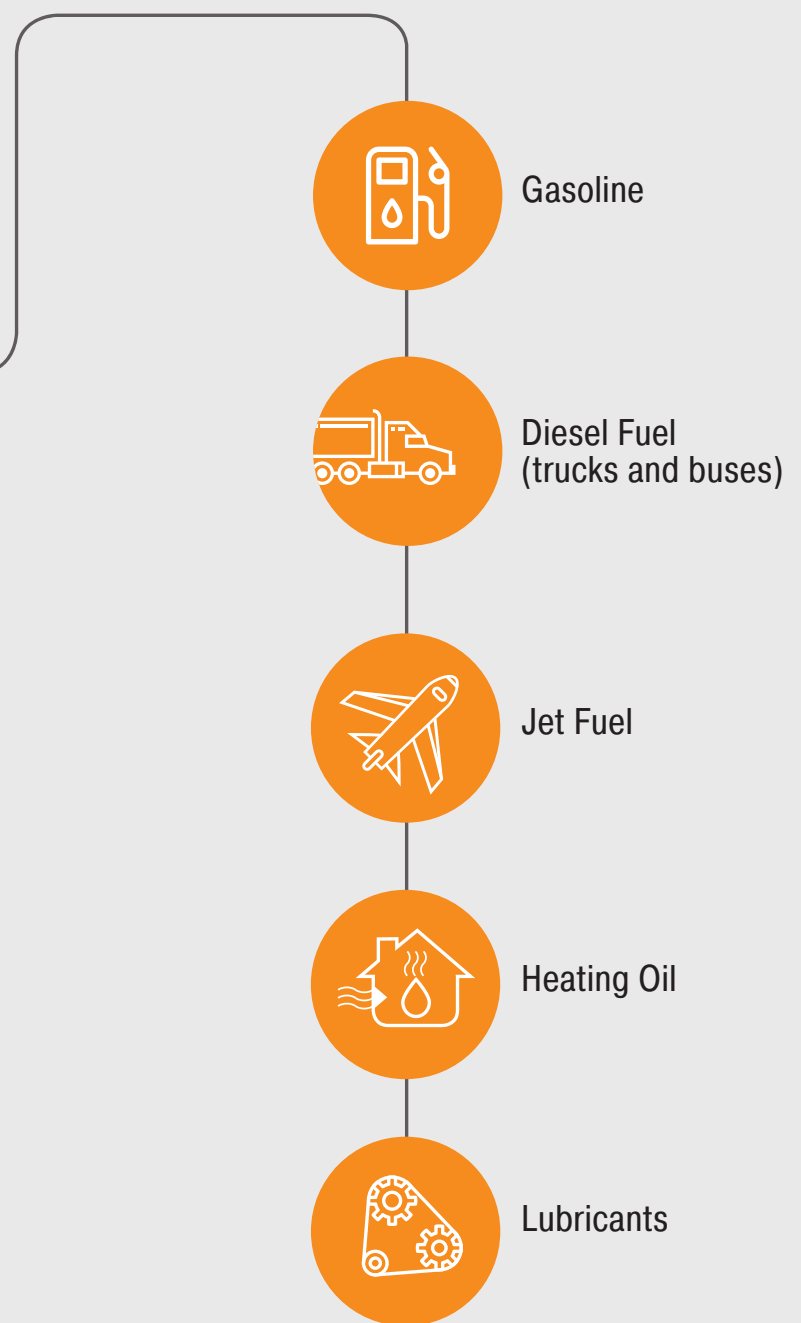 Gasoline
Diesel Fuel
(trucks and buses)
Jet Fuel
Heating Oil
Lubricants